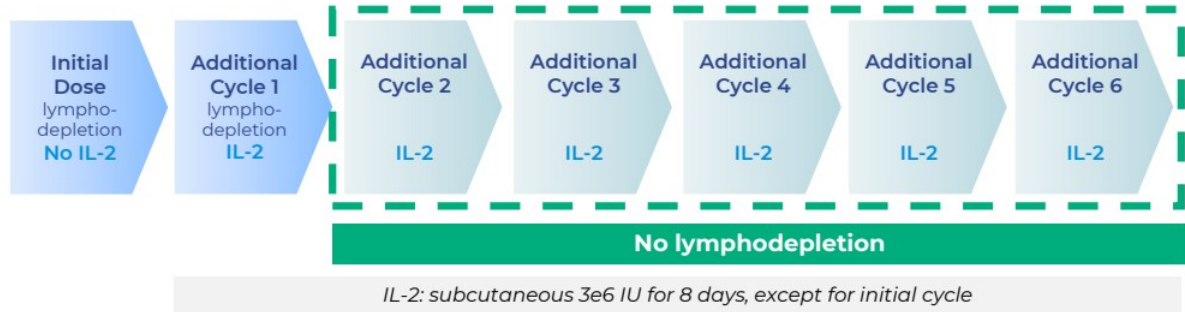 Initial
Dose
lympho-
depletion
No IL-2
Additional
Cycle 1
lympho-
depletion
IL-2
Additional
Cycle 2
IL-2
Additional
Cycle 3
IL-2
Additional
Cycle 4
IL-2
Additional
Cycle 5
IL-2
Additional
Cycle 6
IL-2
No lymphodepletion
IL-2: subcutaneous 3e6 IU for 8 days, except for initial cycle